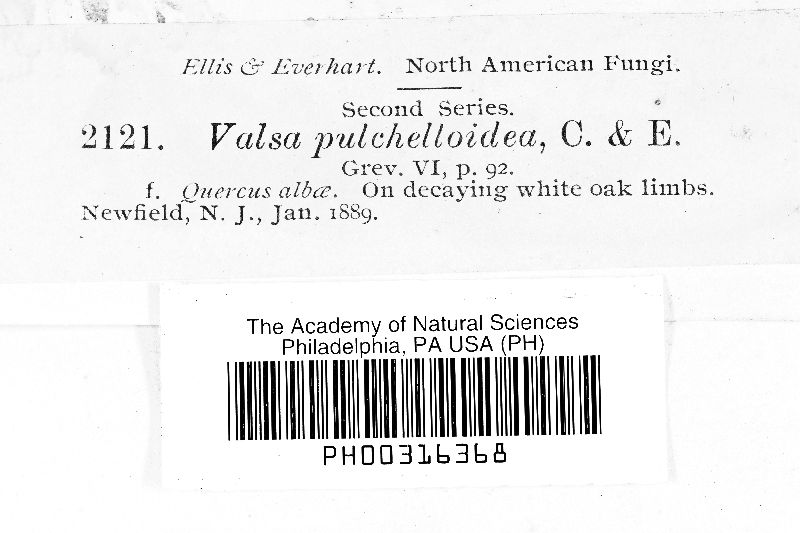 Ellis & Everhart. North American Fungi.
Second Series.
2121. Valsa pulchelloidea, C. & E.
Grev. VI, p. 92.
f. Quercus albæ. On decaying white oak limbs.
Newfield, N. J., Jan. 1889.
The Academy of Natural Sciences
Philadelphia, PA USA (PH)
PH00316368